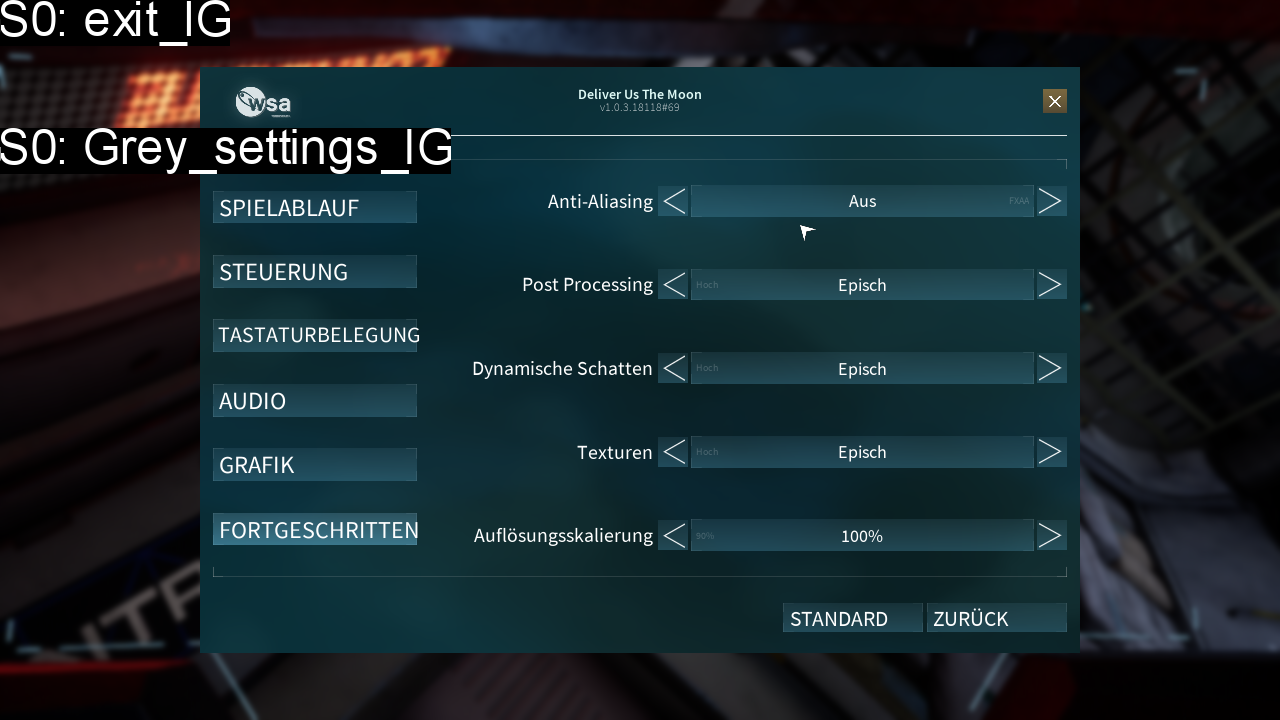 S0: exit_IG
wsa
Deliver Us The Moon
v1.0.3.18118#69
S0: Grey_settings_IG
SPIELABLAUF
STEUERUNG
TASTATURBELEGUNG
AUDIO
GRAFIK
FORTGESCHRITTEN
Anti-Aliasing
Aus
FXAA
Post Processing
Hoch
Episch
Dynamische Schatten
Hoch
Episch
Texturen
Hoch
Episch
Auflösungsskalierung
90%
100%
STANDARD
ZURÜCK